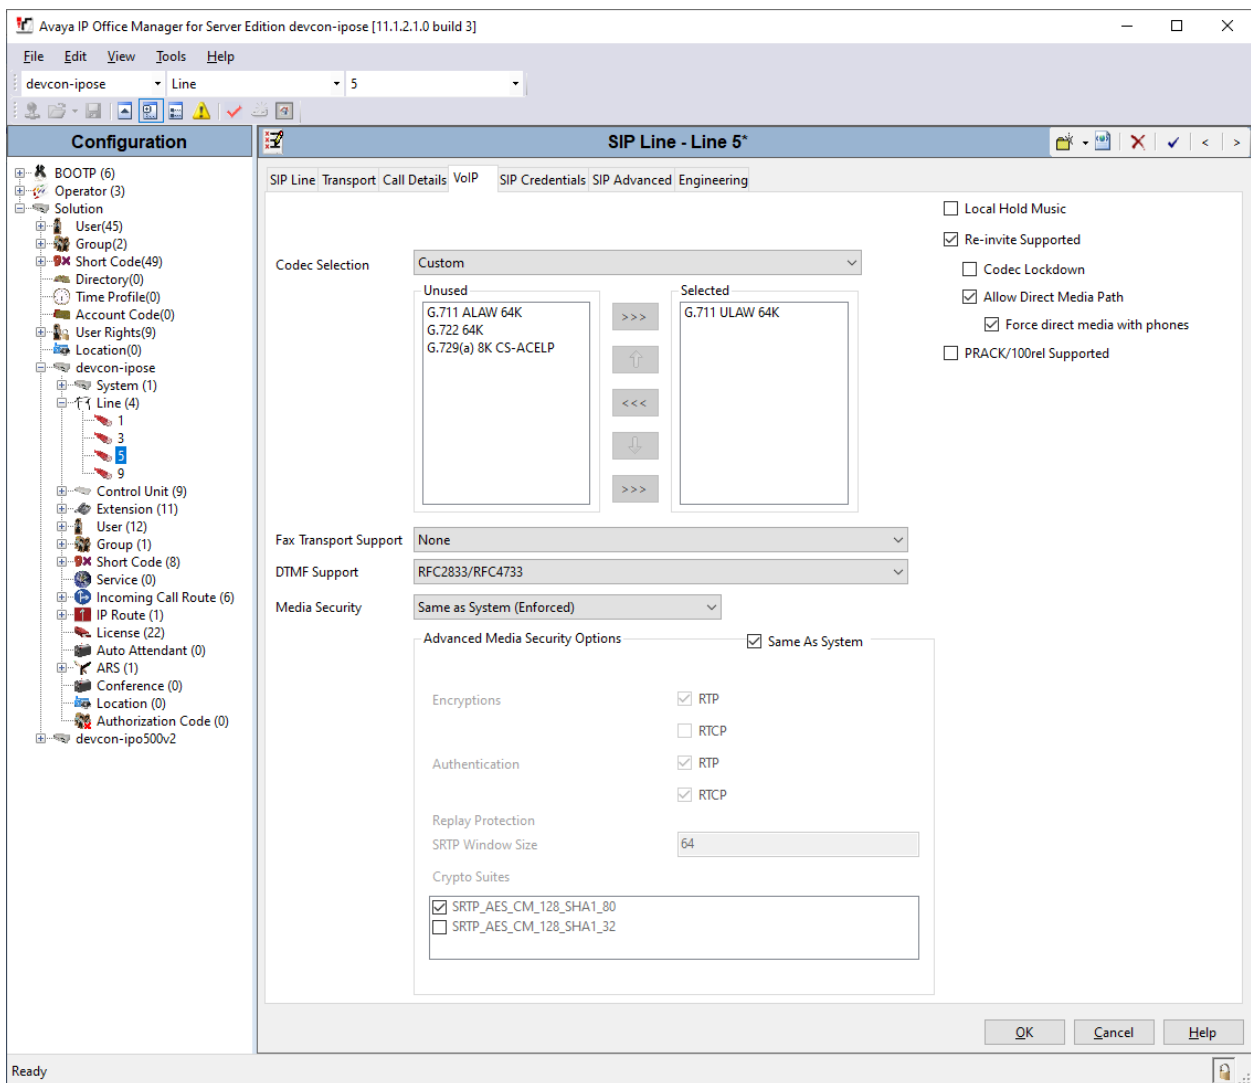 Avaya IP Office Manager for Server Edition devcon-ipose [11.1.2.1.0 build 3]
File Edit View Tools Help
devcon-ipose Line 5
Configuration
BOOTP (6)
Operator (3)
Solution
User(45)
Group(2)
Short Code(49)
Directory(0)
Time Profile(0)
Account Code(0)
User Rights(9)
Location(0)
devcon-ipose
System (1)
Line (4)
1
3
5
9
Control Unit (9)
Extension (11)
User (12)
Group (1)
Short Code (8)
Service (0)
Incoming Call Route (6)
IP Route (1)
License (22)
Auto Attendant (0)
ARS (1)
Conference (0)
Location (0)
Authorization Code (0)
devcon-ipo500v2
SIP Line - Line 5*
< >
SIP Line Transport Call Details VoIP SIP Credentials SIP Advanced Engineering
Codec Selection Custom
Unused
G.711 ALAW 64K
G.722 64K
G.729(a) 8K CS-ACELP
>>>
<<<
>>>
Selected
G.711 ULAW 64K
Local Hold Music
Re-invite Supported
Codec Lockdown
Allow Direct Media Path
Force direct media with phones
PRACK/100rel Supported
Fax Transport Support None
DTMF Support RFC2833/RFC4733
Media Security Same as System (Enforced)
Advanced Media Security Options Same As System
Encryptions RTP
RTCP
Authentication RTP
RTCP
Replay Protection
SRTP Window Size 64
Crypto Suites
SRTP_AES_CM_128_SHA1_80
SRTP_AES_CM_128_SHA1_32
OK Cancel Help
Ready